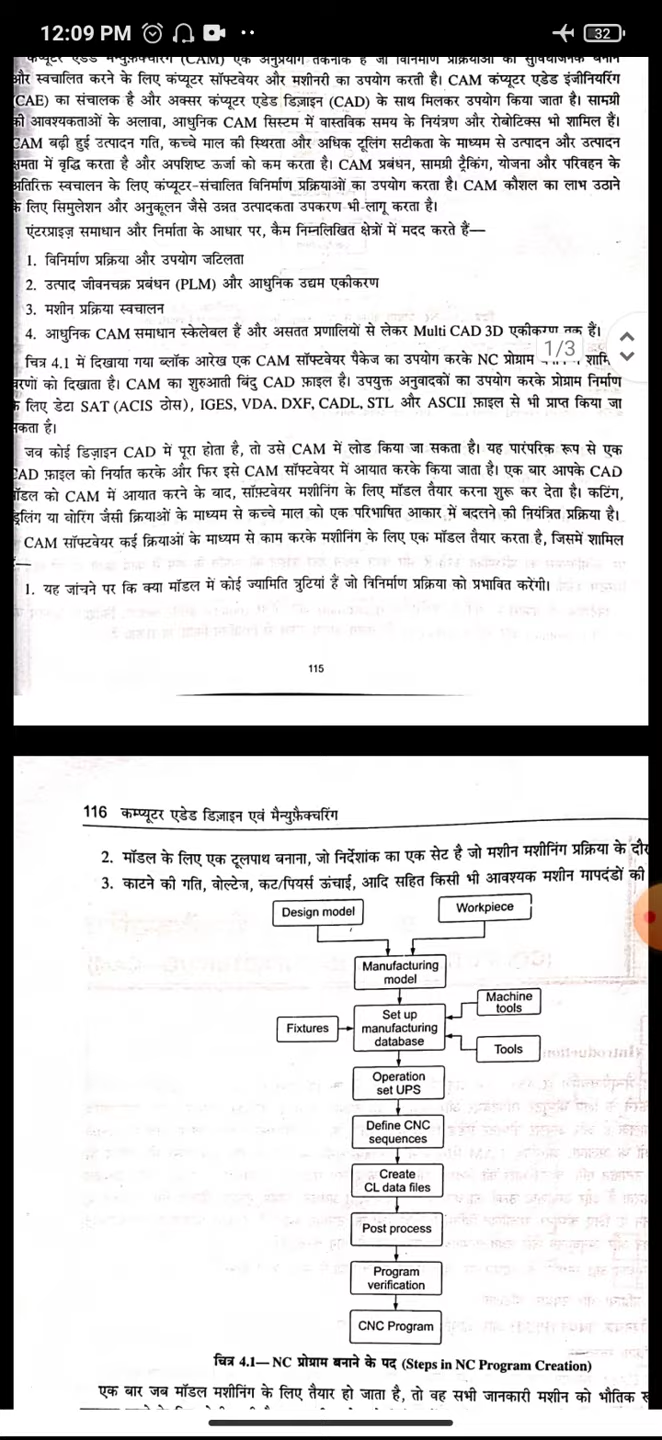 12:09 PM
32
कम्प्यूटर एडेड मैन्युफ़ैक्चरिंग (CAM) एक अनुप्रयोग तकनीक है जो विनिर्माण प्रक्रियाओं को सुविधाजनक बनाने
और स्वचालित करने के लिए कंप्यूटर सॉफ्टवेयर और मशीनरी का उपयोग करती है। CAM कंप्यूटर एडेड इंजीनियरिंग
(CAE) का संचालक है और अक्सर कंप्यूटर एडेड डिज़ाइन (CAD) के साथ मिलकर उपयोग किया जाता है। सामग्री
की आवश्यकताओं के अलावा, आधुनिक CAM सिस्टम में वास्तविक समय के नियंत्रण और रोबोटिक्स भी शामिल हैं।
CAM बढ़ी हुई उत्पादन गति, कच्चे माल की स्थिरता और अधिक टूलिंग सटीकता के माध्यम से उत्पादन और उत्पादन
क्षमता में वृद्धि करता है और अपशिष्ट ऊर्जा को कम करता है। CAM प्रबंधन, सामग्री ट्रैकिंग, योजना और परिवहन के
अतिरिक्त स्वचालन के लिए कंप्यूटर-संचालित विनिर्माण प्रक्रियाओं का उपयोग करता है। CAM कौशल का लाभ उठाने
के लिए सिमुलेशन और अनुकूलन जैसे उन्नत उत्पादकता उपकरण भी लागू करता है।
एंटरप्राइज़ समाधान और निर्माता के आधार पर, कैम निम्नलिखित क्षेत्रों में मदद करते हैं—
1. विनिर्माण प्रक्रिया और उपयोग जटिलता
2. उत्पाद जीवनचक्र प्रबंधन (PLM) और आधुनिक उद्यम एकीकरण
3. मशीन प्रक्रिया स्वचालन
4. आधुनिक CAM समाधान स्केलेबल हैं और असतत प्रणालियों से लेकर Multi CAD 3D एकीकरण तक हैं।
1/3
चित्र 4.1 में दिखाया गया ब्लॉक आरेख एक CAM सॉफ्टवेयर पैकेज का उपयोग करके NC प्रोग्राम शामि
चरणों को दिखाता है। CAM का शुरुआती बिंदु CAD फ़ाइल है। उपयुक्त अनुवादकों का उपयोग करके प्रोग्राम निर्माण
के लिए डेटा SAT (ACIS ठोस), IGES, VDA, DXF, CADL, STL और ASCII फ़ाइल से भी प्राप्त किया जा
सकता है।
जब कोई डिज़ाइन CAD में पूरा होता है, तो उसे CAM में लोड किया जा सकता है। यह पारंपरिक रूप से एक
CAD फ़ाइल को निर्यात करके और फिर इसे CAM सॉफ्टवेयर में आयात करके किया जाता है। एक बार आपके CAD
मॉडल को CAM में आयात करने के बाद, सॉफ़्टवेयर मशीनिंग के लिए मॉडल तैयार करना शुरू कर देता है। कटिंग,
ड्रिलिंग या बोरिंग जैसी क्रियाओं के माध्यम से कच्चे माल को एक परिभाषित आकार में बदलने की नियंत्रित प्रक्रिया है।
CAM सॉफ्टवेयर कई क्रियाओं के माध्यम से काम करके मशीनिंग के लिए एक मॉडल तैयार करता है, जिसमें शामिल
हैं—
1. यह जांचने पर कि क्या मॉडल में कोई ज्यामिति त्रुटियां हैं जो विनिर्माण प्रक्रिया को प्रभावित करेंगी।
115
116 कम्प्यूटर एडेड डिज़ाइन एवं मैन्युफ़ैक्चरिंग
2. मॉडल के लिए एक टूलपाथ बनाना, जो निर्देशांक का एक सेट है जो मशीन मशीनिंग प्रक्रिया के दौर
3. काटने की गति, वोल्टेज, कट/पियर्स ऊंचाई, आदि सहित किसी भी आवश्यक मशीन मापदंडों की
Design model
Workpiece
Manufacturing
model
Machine
tools
Fixtures
Set up
manufacturing
database
Tools
Operation
set UPS
Define CNC
sequences
Create
CL data files
Post process
Program
verification
CNC Program
चित्र 4.1— NC प्रोग्राम बनाने के पद (Steps in NC Program Creation)
एक बार जब मॉडल मशीनिंग के लिए तैयार हो जाता है, तो वह सभी जानकारी मशीन को भौतिक रू